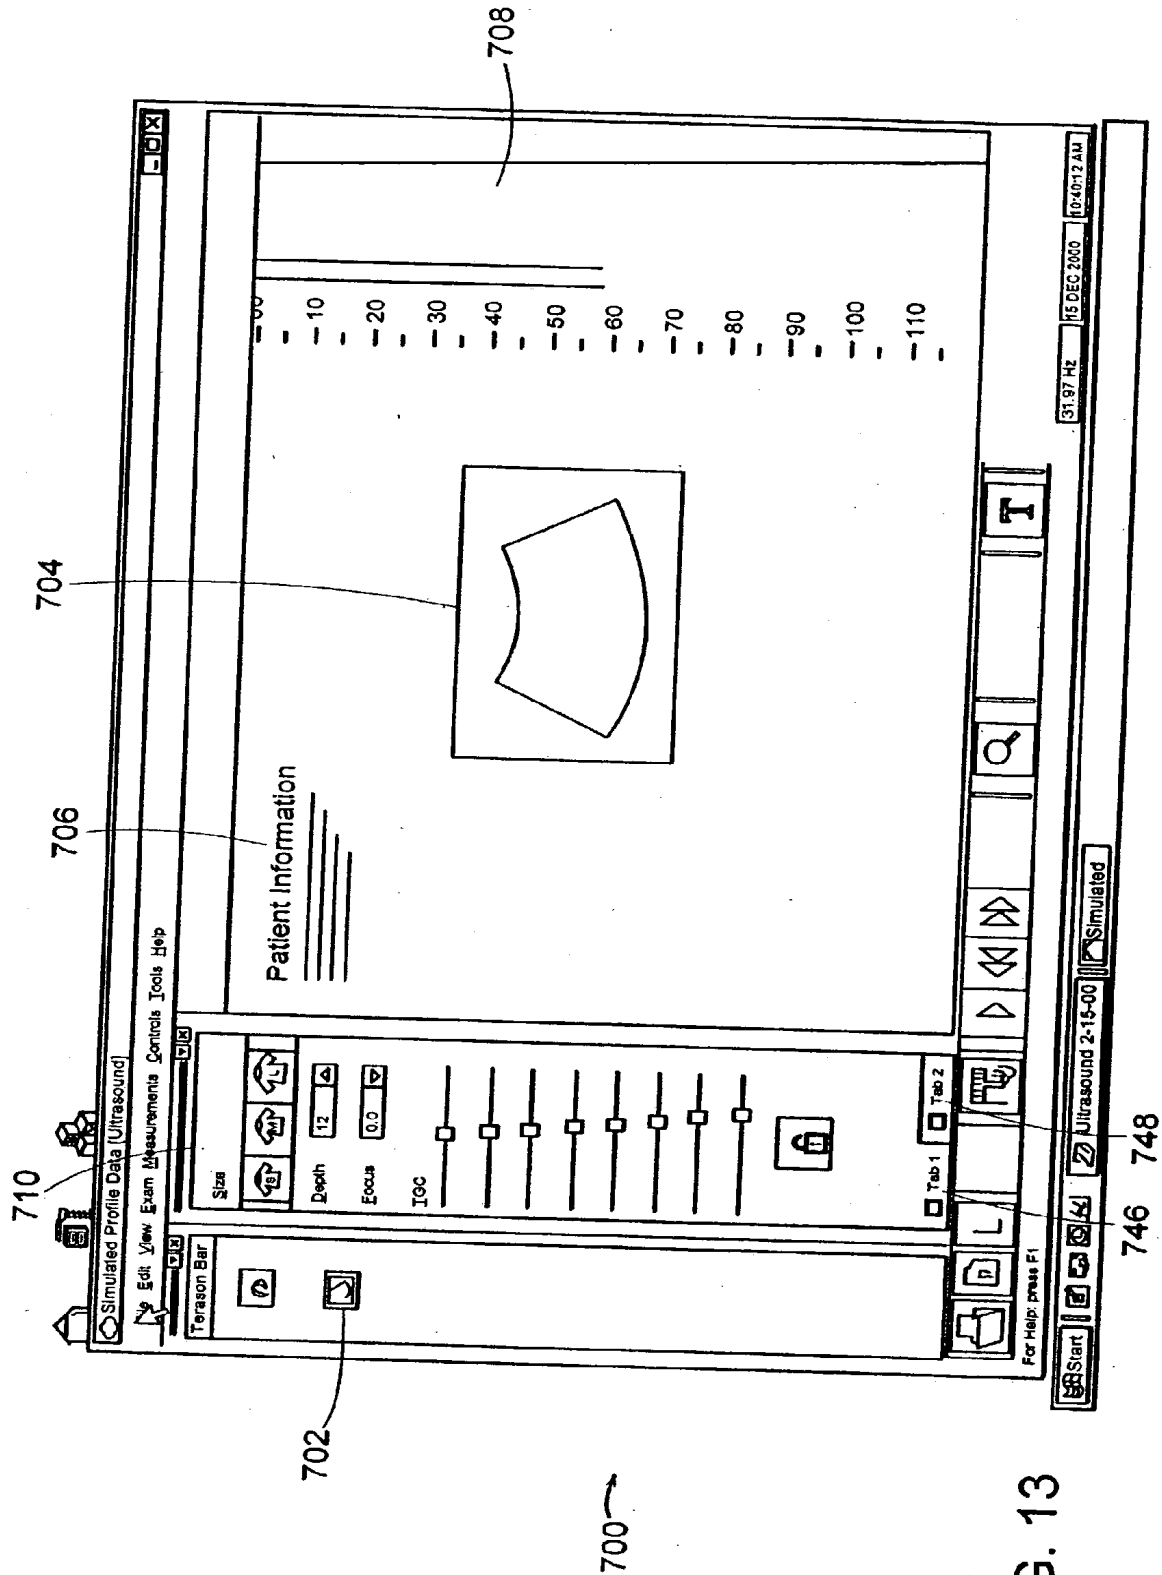 700
702
704
706
708
710
746
748
Simulated Profile Data (Ultrasound)
Edit View Exam Measurements Controls Tools Help
Terason Bar
Size
S M L
Depth 12
Focus 0.0
IGC
Tab 1 Tab 2
Patient Information
00
10
20
30
40
50
60
70
80
90
100
110
L
T
For Help: press F1
31.97 Hz 15 DEC 2000 10:40:12 AM
Start Ultrasound 2-15-00 Simulated
G. 13